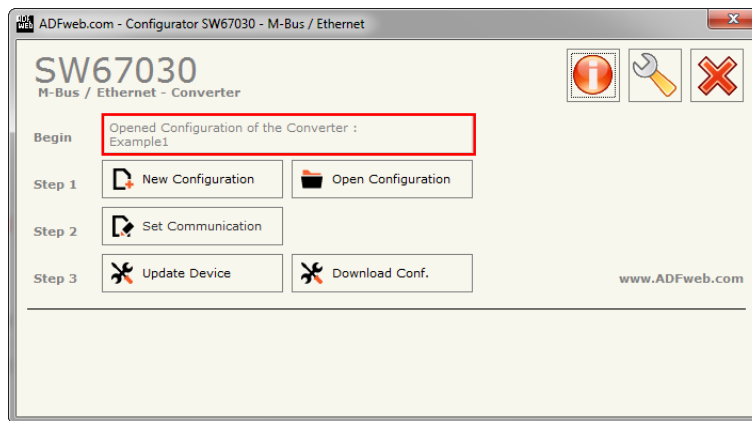 ADFweb.com - Configurator SW67030 - M-Bus / Ethernet
SW67030
M-Bus / Ethernet - Converter
Begin
Opened Configuration of the Converter :
Example1
Step 1
New Configuration
Open Configuration
Step 2
Set Communication
Step 3
Update Device
Download Conf.
www.ADFweb.com